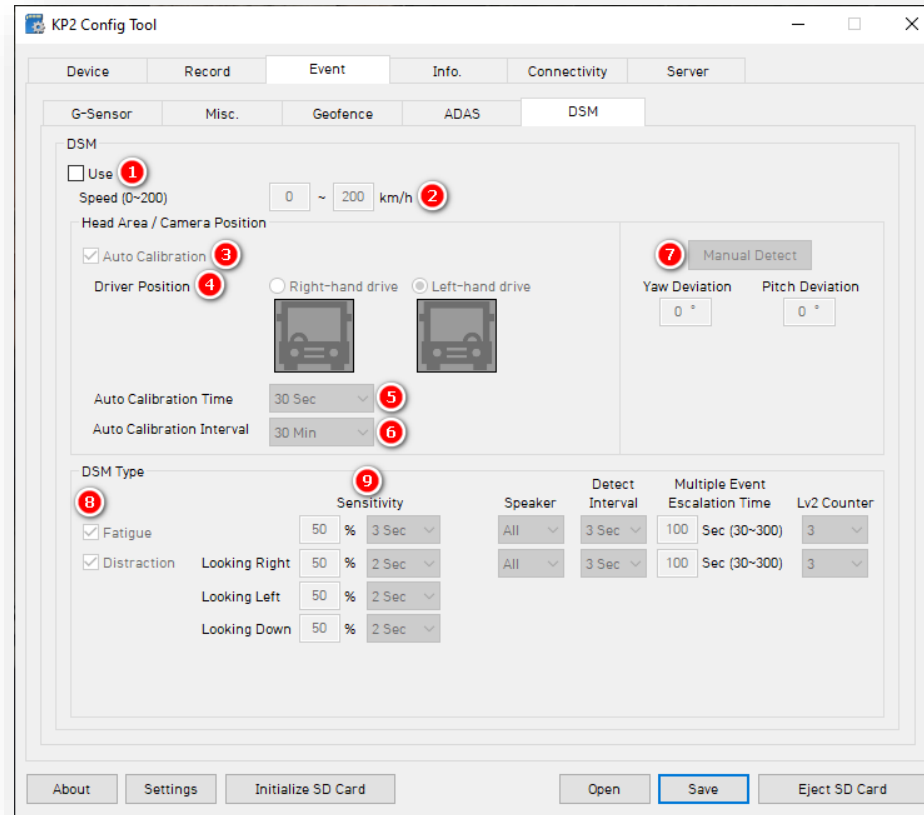 KP2 Config Tool
Device Record Event Info. Connectivity Server
G-Sensor Misc. Geofence ADAS DSM
DSM
Use 1
Speed (0~200) 0 ~ 200 km/h 2
Head Area / Camera Position
Auto Calibration 3 7 Manual Detect
Driver Position 4 Right-hand drive Left-hand drive Yaw Deviation Pitch Deviation
0 ° 0 °
Auto Calibration Time 30 Sec 5
Auto Calibration Interval 30 Min 6
DSM Type
8 9 Detect Multiple Event
Sensitivity Speaker Interval Escalation Time Lv2 Counter
Fatigue 50 % 3 Sec All 3 Sec 100 Sec (30~300) 3
Distraction Looking Right 50 % 2 Sec All 3 Sec 100 Sec (30~300) 3
Looking Left 50 % 2 Sec
Looking Down 50 % 2 Sec
About Settings Initialize SD Card Open Save Eject SD Card